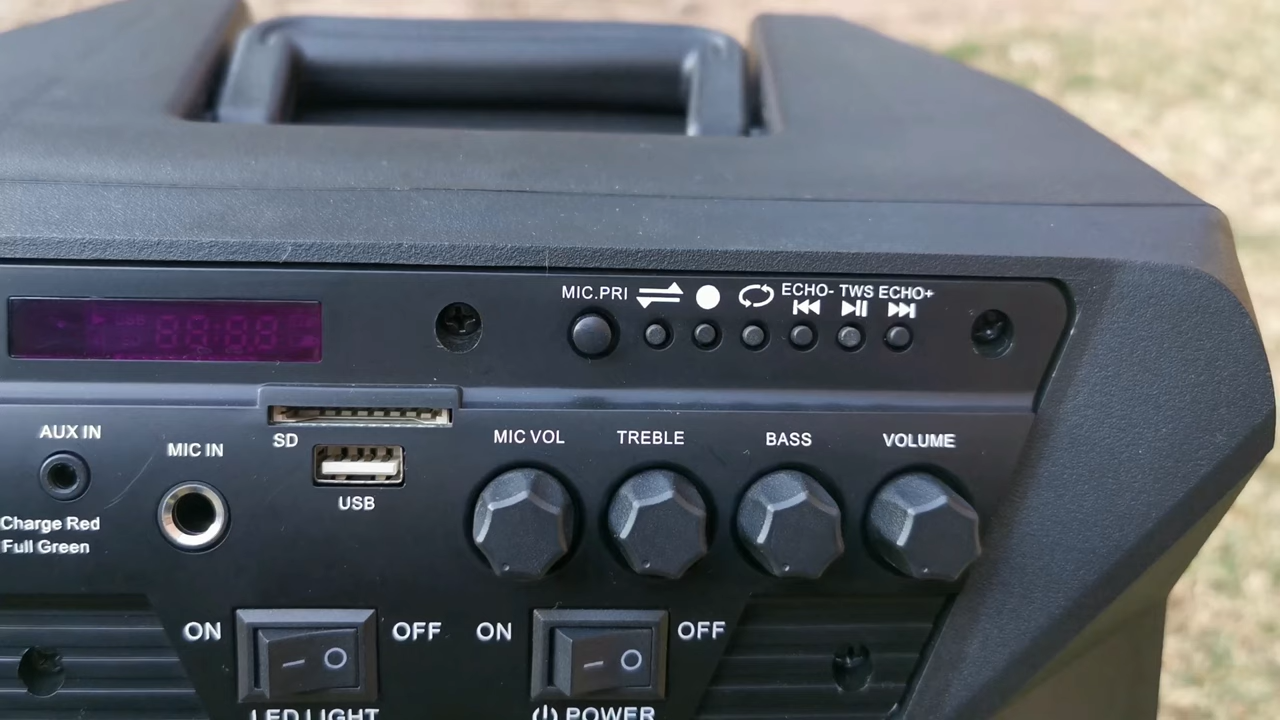 MIC.PRI ECHO- TWS ECHO+
AUX IN
MIC IN
SD
USB
MIC VOL TREBLE BASS VOLUME
Charge Red
Full Green
ON OFF ON OFF
LED LIGHT POWER